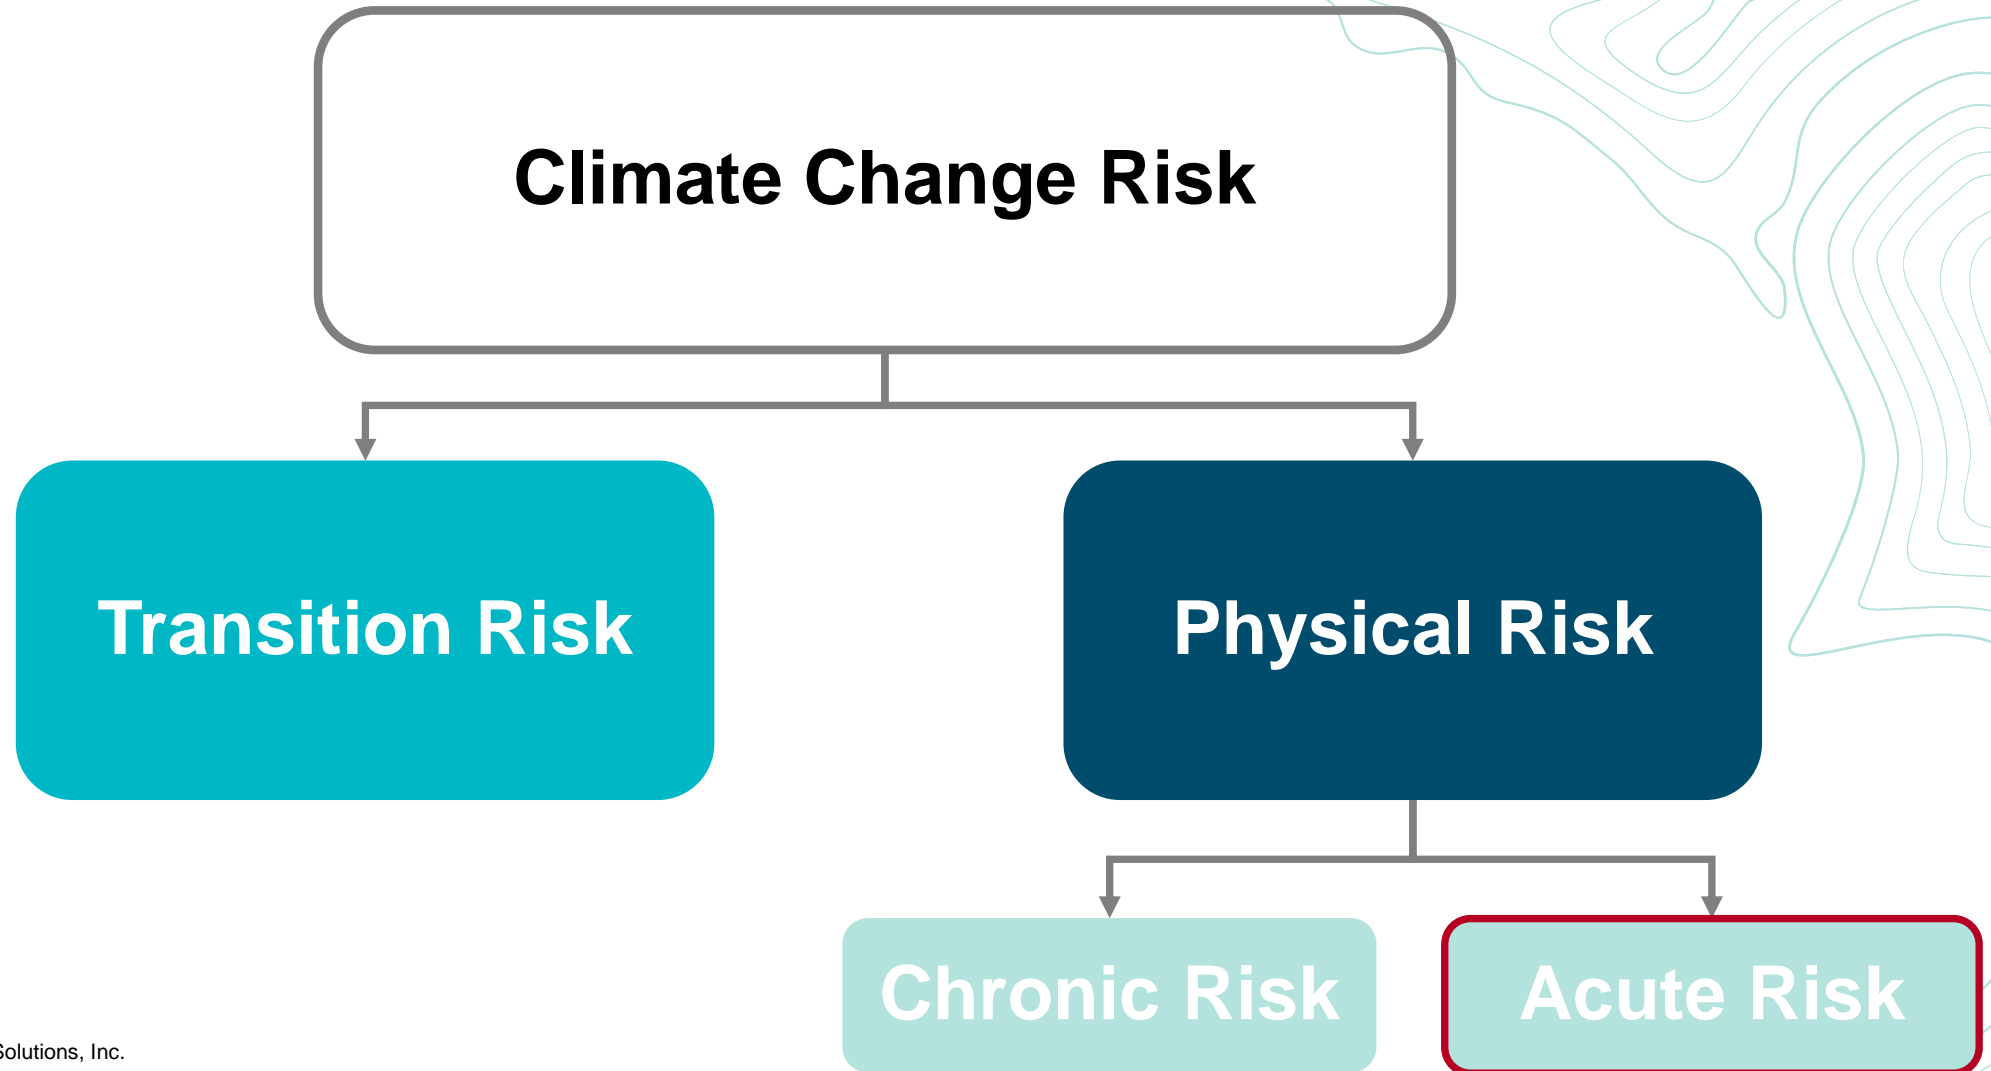 Climate Change Risk
Transition Risk
Physical Risk
Chronic Risk
Acute Risk
Solutions, Inc.